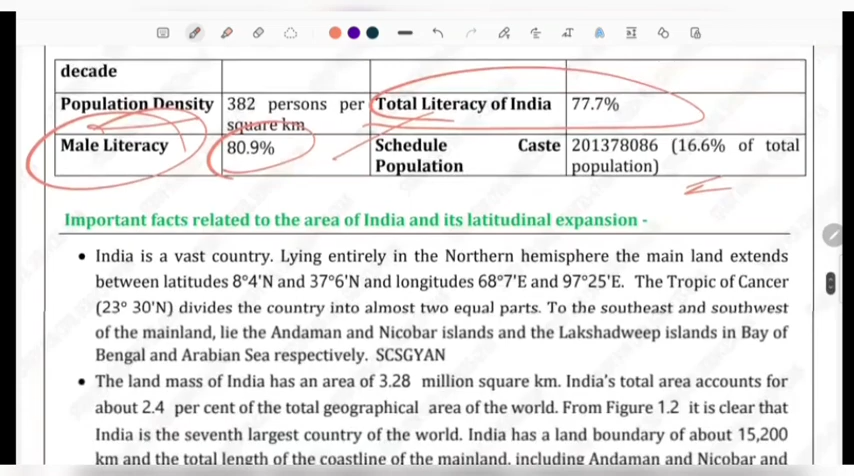 decade
Population Density 382 persons per square km Total Literacy of India 77.7%
Male Literacy 80.9% Schedule Caste Population 201378086 (16.6% of total population)
Important facts related to the area of India and its latitudinal expansion -
• India is a vast country. Lying entirely in the Northern hemisphere the main land extends
between latitudes 8°4'N and 37°6'N and longitudes 68°7'E and 97°25'E. The Tropic of Cancer
(23° 30'N) divides the country into almost two equal parts. To the southeast and southwest
of the mainland, lie the Andaman and Nicobar islands and the Lakshadweep islands in Bay of
Bengal and Arabian Sea respectively. SCSGYAN
• The land mass of India has an area of 3.28 million square km. India's total area accounts for
about 2.4 per cent of the total geographical area of the world. From Figure 1.2 it is clear that
India is the seventh largest country of the world. India has a land boundary of about 15,200
km and the total length of the coastline of the mainland, including Andaman and Nicobar and